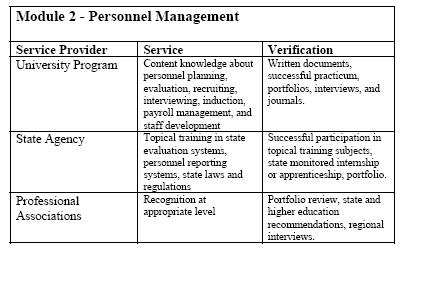 Module 2 - Personnel Management
Service Provider Service Verification
University Program
Content knowledge about
personnel planning,
evaluation, recruiting,
interviewing, induction,
payroll management, and
staff development
Written documents,
successful practicum,
portfolios, interviews, and
journals.
State Agency
Topical training in state
evaluation systems,
personnel reporting
systems, state laws and
regulations
Successful participation in
topical training subjects,
state monitored internship
or apprenticeship, portfolio.
Professional
Associations
Recognition at
appropriate level
Portfolio review, state and
higher education
recommendations, regional
interviews.